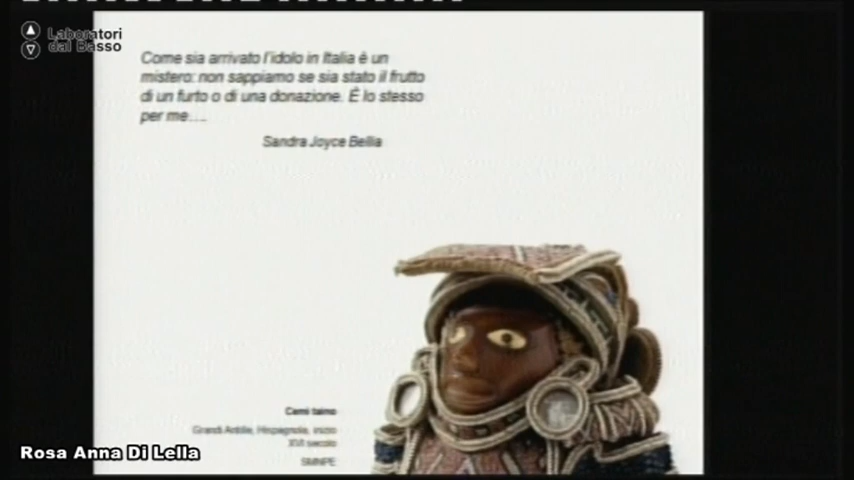 Laboratori
dal Basso
Come sia arrivato l'idolo in Italia è un
mistero: non sappiamo se sia stato il frutto
di un furto o di una donazione. È lo stesso
per me....
Sandra Joyce Bellia
Cemi taino
Grandi Antille, Hispagnola, inizio
XVI secolo
SMNPE
Rosa Anna Di Lella